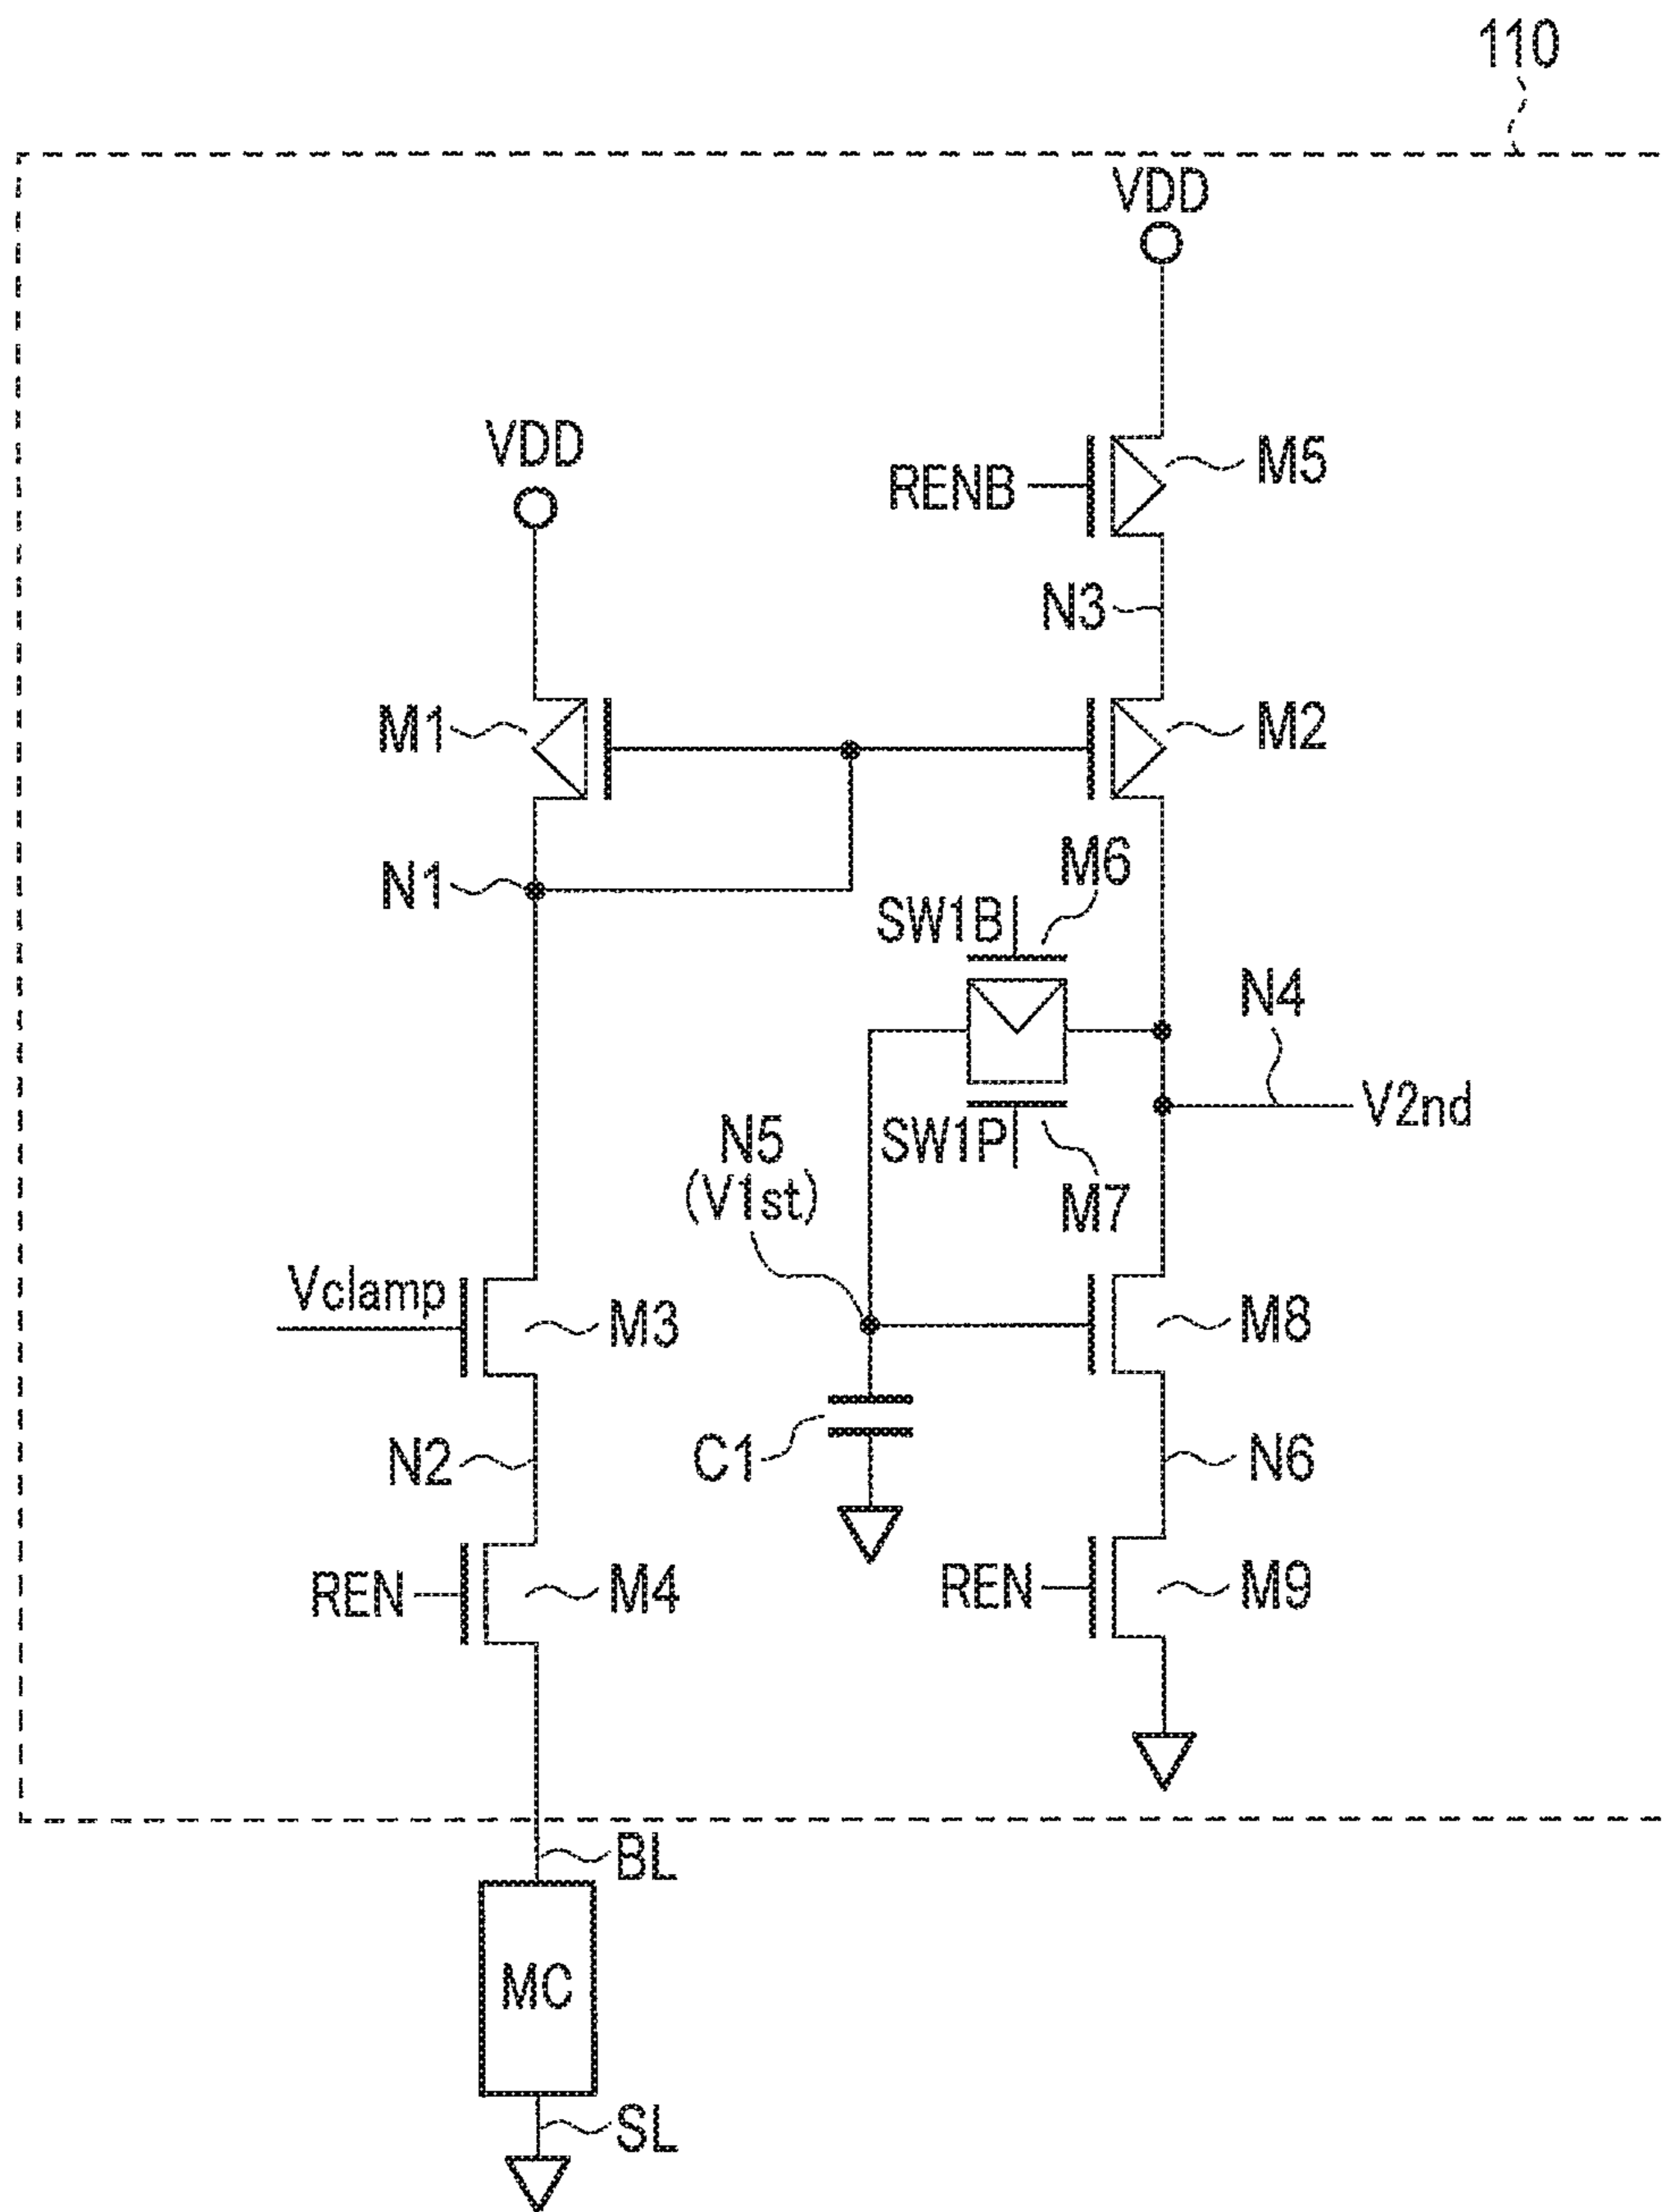 110
VDD
VDD
RENB
M5
N3
M1
M2
N1
M6
SW1B
N4
V2nd
SW1P
N5
(V1st)
M7
Vclamp
M3
M8
C1
N2
N6
REN
M4
REN
M9
BL
MC
SL